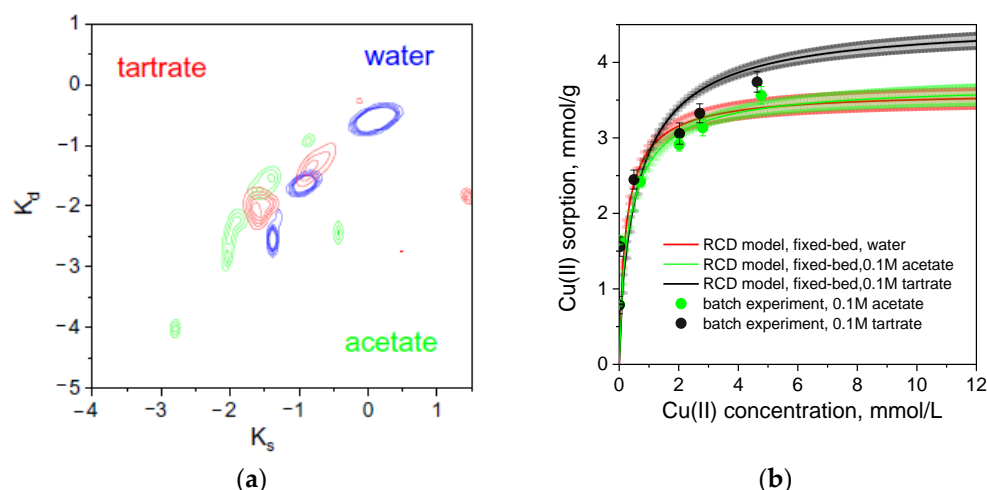 1
0
−1
−2
−3
−4
−5
K_d
tartrate
water
acetate
−4
−3
−2
−1
0
1
K_s
(a)
4
3
2
1
0
Cu(II) sorption, mmol/g
RCD model, fixed-bed, water
RCD model, fixed-bed,0.1M acetate
RCD model, fixed-bed,0.1M tartrate
batch experiment, 0.1M acetate
batch experiment, 0.1M tartrate
0
2
4
6
8
10
12
Cu(II) concentration, mmol/L
(b)